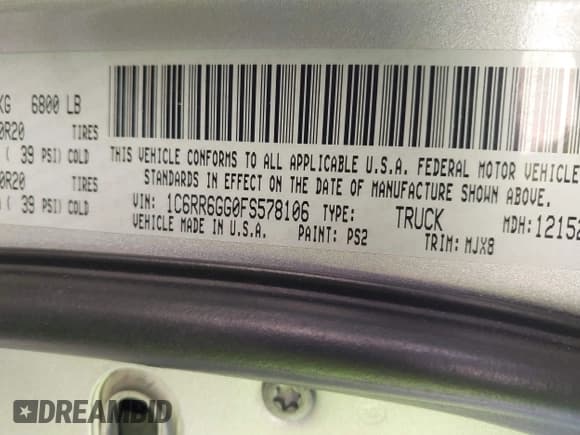 KG 6800 LB
0R20 TIRES
( 39 PSI) COLD
0R20 TIRES
( 39 PSI) COLD
THIS VEHICLE CONFORMS TO ALL APPLICABLE U.S.A. FEDERAL MOTOR VEHICLE
STANDARDS IN EFFECT ON THE DATE OF MANUFACTURE SHOWN ABOVE.
VIN: 1C6RR6GG0FS578106 TYPE: TRUCK MDH: 12152
VEHICLE MADE IN U.S.A. PAINT: PS2 TRIM: MJX8
DREAMBID